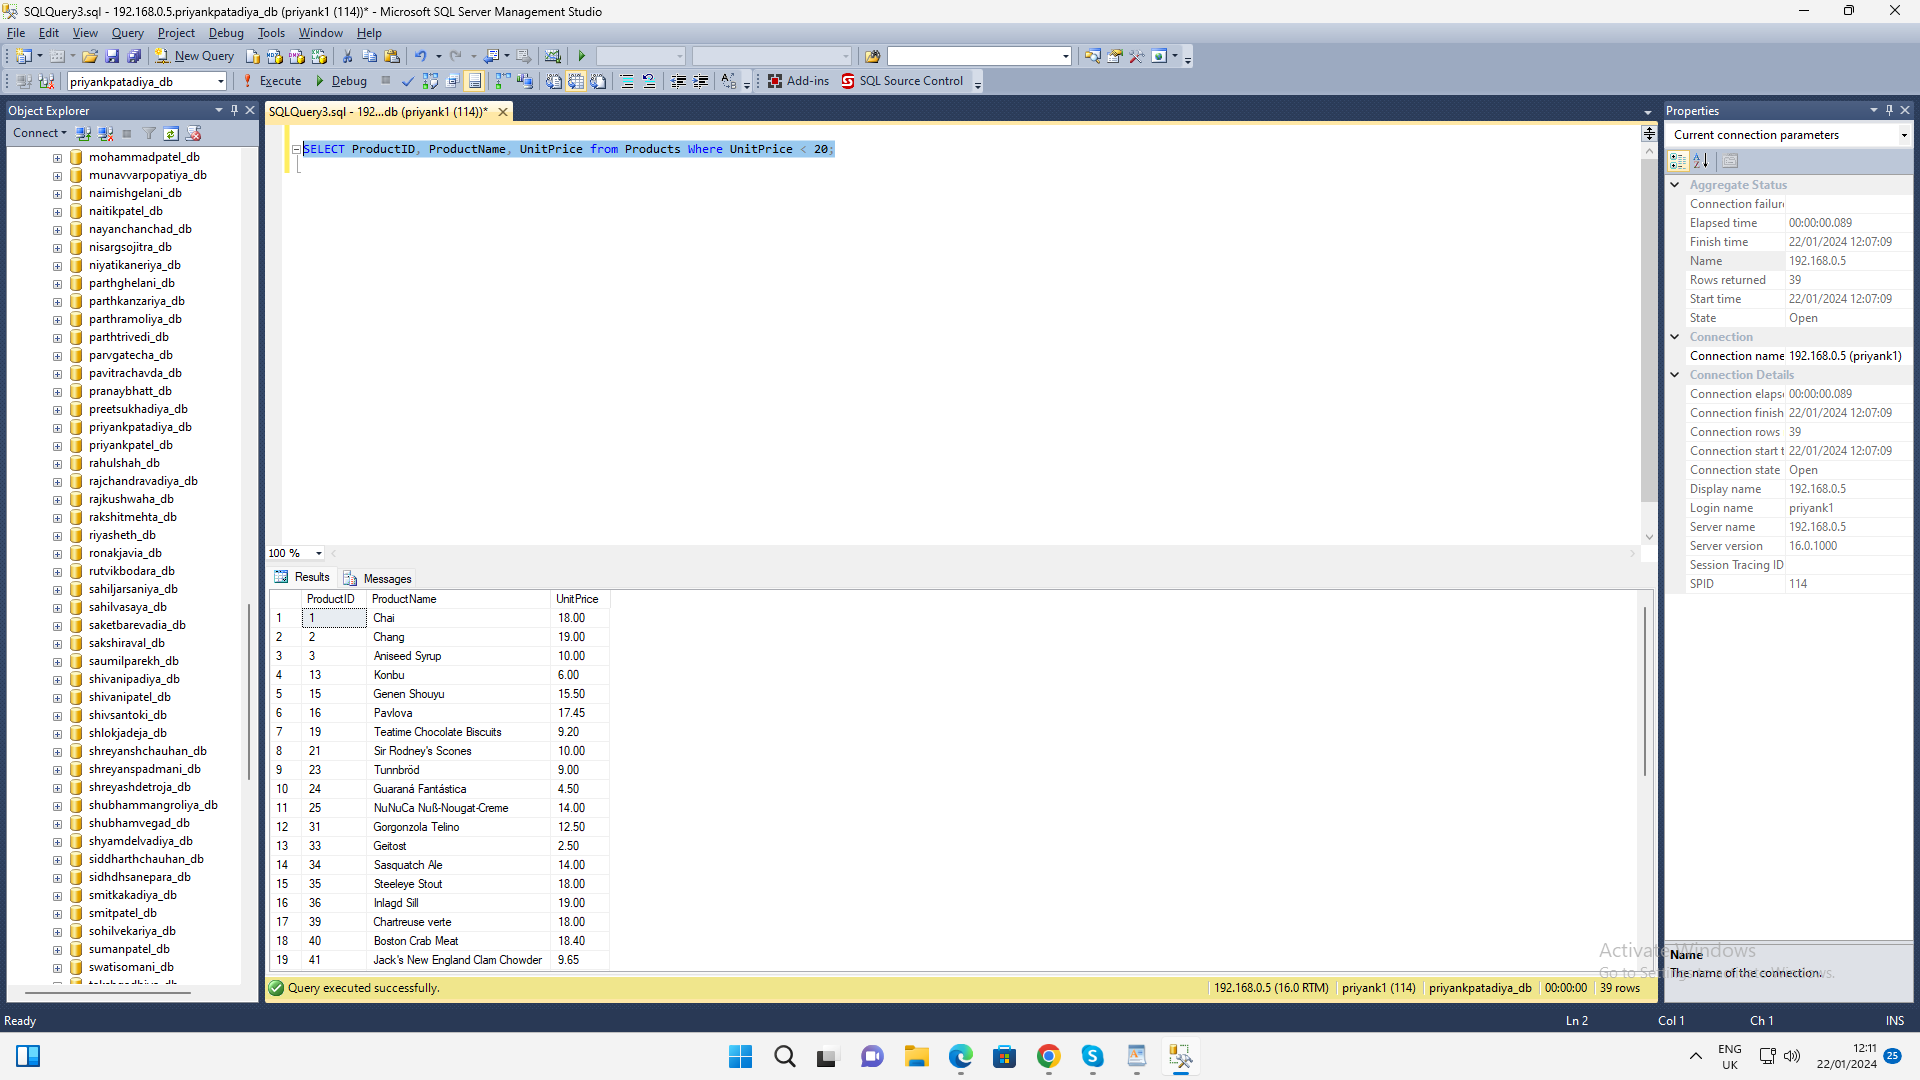 SQLQuery3.sql - 192.168.0.5.priyankpatadiya_db (priyank1 (114))* - Microsoft SQL Server Management Studio
File Edit View Query Project Debug Tools Window Help
New Query
priyankpatadiya_db Execute Debug Add-ins SQL Source Control
Object Explorer
Connect
mohammadpatel_db
munavvarpopatiya_db
naimishgelani_db
naitikpatel_db
nayanchanchad_db
nisargsojitra_db
niyatikaneriya_db
parthghelani_db
parthkanzariya_db
parthramoliya_db
parthtrivedi_db
parvgatecha_db
pavitrachavda_db
pranaybhatt_db
preetsukhadiya_db
priyankpatadiya_db
priyankpatel_db
rahulshah_db
rajchandravadiya_db
rajkushwaha_db
rakshitmehta_db
riyasheth_db
ronakjavia_db
rutvikbodara_db
sahiljarsaniya_db
sahilvasaya_db
saketbarevadia_db
sakshiraval_db
saumilparekh_db
shivanipadiya_db
shivanipatel_db
shivsantoki_db
shlokjadeja_db
shreyanshchauhan_db
shreyanspadmani_db
shreyashdetroja_db
shubhammangroliya_db
shubhamvegad_db
shyamdelvadiya_db
siddharthchauhan_db
sidhdhsanepara_db
smitkakadiya_db
smitpatel_db
sohilvekariya_db
sumanpatel_db
swatisomani_db
SQLQuery3.sql - 192...db (priyank1 (114))*
SELECT ProductID, ProductName, UnitPrice from Products Where UnitPrice < 20;
100 %
Results Messages
ProductID ProductName UnitPrice
1 1 Chai 18.00
2 2 Chang 19.00
3 3 Aniseed Syrup 10.00
4 13 Konbu 6.00
5 15 Genen Shouyu 15.50
6 16 Pavlova 17.45
7 19 Teatime Chocolate Biscuits 9.20
8 21 Sir Rodney's Scones 10.00
9 23 Tunnbröd 9.00
10 24 Guaraná Fantástica 4.50
11 25 NuNuCa Nuß-Nougat-Creme 14.00
12 31 Gorgonzola Telino 12.50
13 33 Geitost 2.50
14 34 Sasquatch Ale 14.00
15 35 Steeleye Stout 18.00
16 36 Inlagd Sill 19.00
17 39 Chartreuse verte 18.00
18 40 Boston Crab Meat 18.40
19 41 Jack's New England Clam Chowder 9.65
Query executed successfully. 192.168.0.5 (16.0 RTM) priyank1 (114) priyankpatadiya_db 00:00:00 39 rows
Properties
Current connection parameters
Aggregate Status
Connection failur
Elapsed time 00:00:00.089
Finish time 22/01/2024 12:07:09
Name 192.168.0.5
Rows returned 39
Start time 22/01/2024 12:07:09
State Open
Connection
Connection name 192.168.0.5 (priyank1)
Connection Details
Connection elaps 00:00:00.089
Connection finish 22/01/2024 12:07:09
Connection rows 39
Connection start t 22/01/2024 12:07:09
Connection state Open
Display name 192.168.0.5
Login name priyank1
Server name 192.168.0.5
Server version 16.0.1000
Session Tracing ID
SPID 114
Activate Windows
Go to Settings to activate Windows.
Name
The name of the connection.
Ready Ln 2 Col 1 Ch 1 INS
ENG
UK
12:11
22/01/2024
25